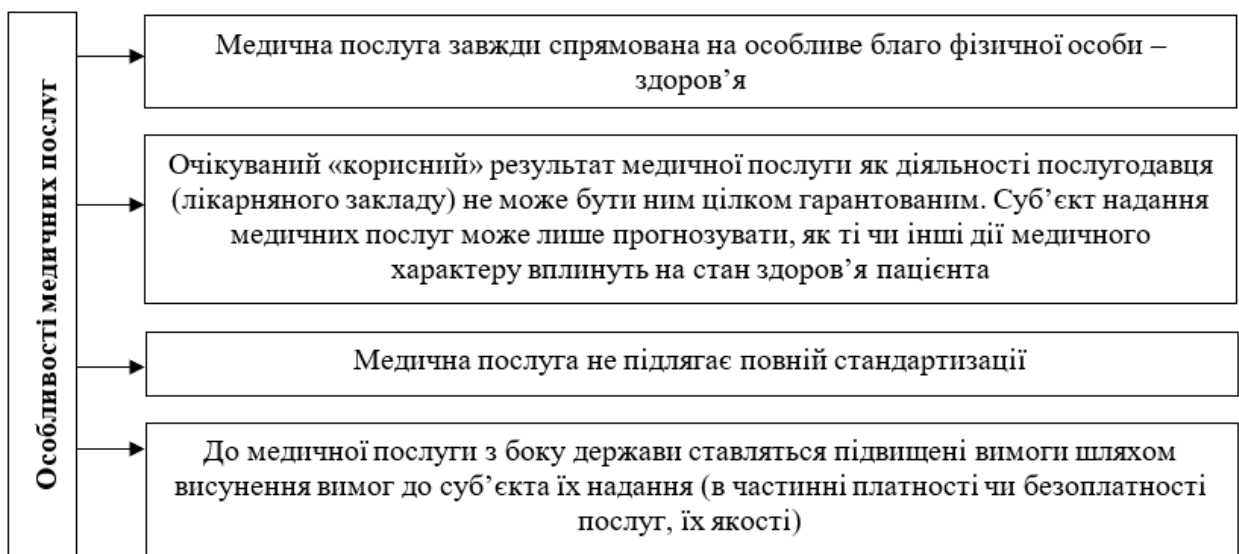 Особливості медичних послуг
Медична послуга завжди спрямована на особливе благо фізичної особи –
здоров’я
Очікуваний «корисний» результат медичної послуги як діяльності послугодавця
(лікарняного закладу) не може бути ним цілком гарантованим. Суб’єкт надання
медичних послуг може лише прогнозувати, як ті чи інші дії медичного
характеру вплинуть на стан здоров’я пацієнта
Медична послуга не підлягає повній стандартизації
До медичної послуги з боку держави ставляться підвищені вимоги шляхом
висунення вимог до суб’єкта їх надання (в частинні платності чи безоплатності
послуг, їх якості)